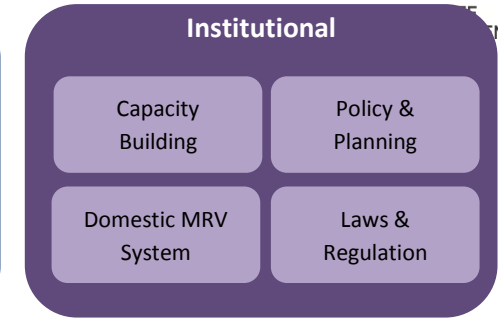 Institutional
Capacity
Building
Policy &
Planning
Domestic MRV
System
Laws &
Regulation